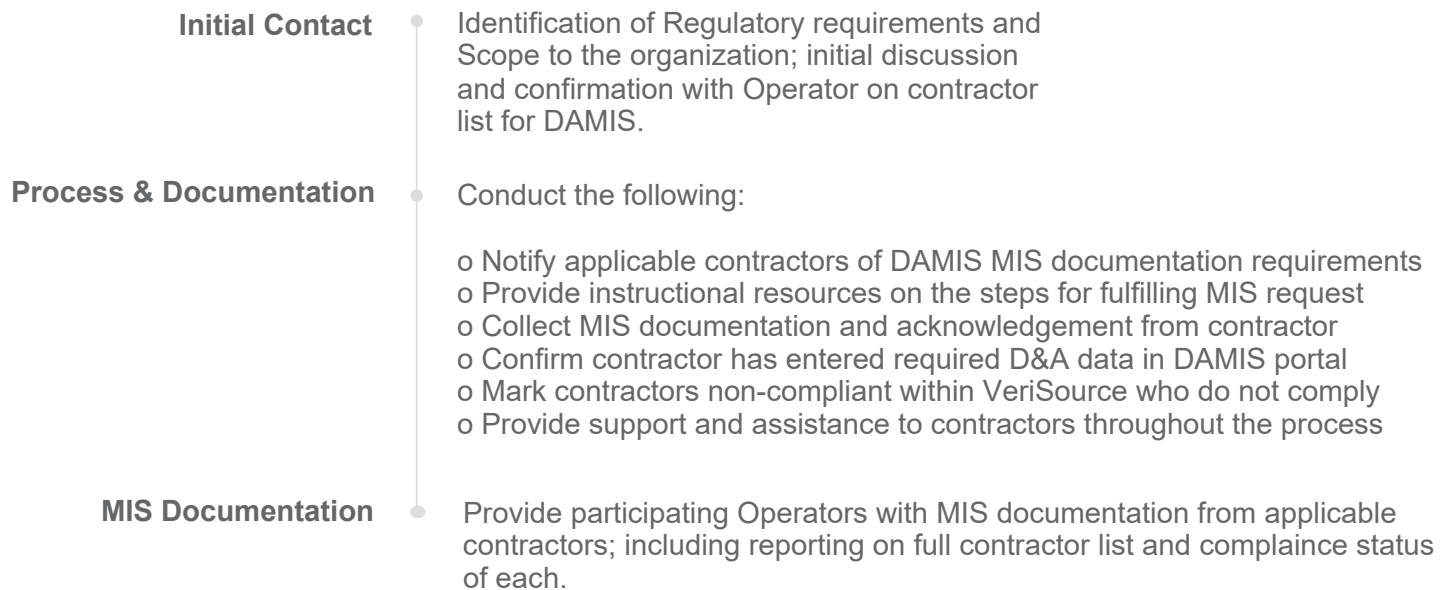 Initial Contact
Identification of Regulatory requirements and
Scope to the organization; initial discussion
and confirmation with Operator on contractor
list for DAMIS.
Process & Documentation
Conduct the following:
o Notify applicable contractors of DAMIS MIS documentation requirements
o Provide instructional resources on the steps for fulfilling MIS request
o Collect MIS documentation and acknowledgement from contractor
o Confirm contractor has entered required D&A data in DAMIS portal
o Mark contractors non-compliant within VeriSource who do not comply
o Provide support and assistance to contractors throughout the process
MIS Documentation
Provide participating Operators with MIS documentation from applicable
contractors; including reporting on full contractor list and complaince status
of each.